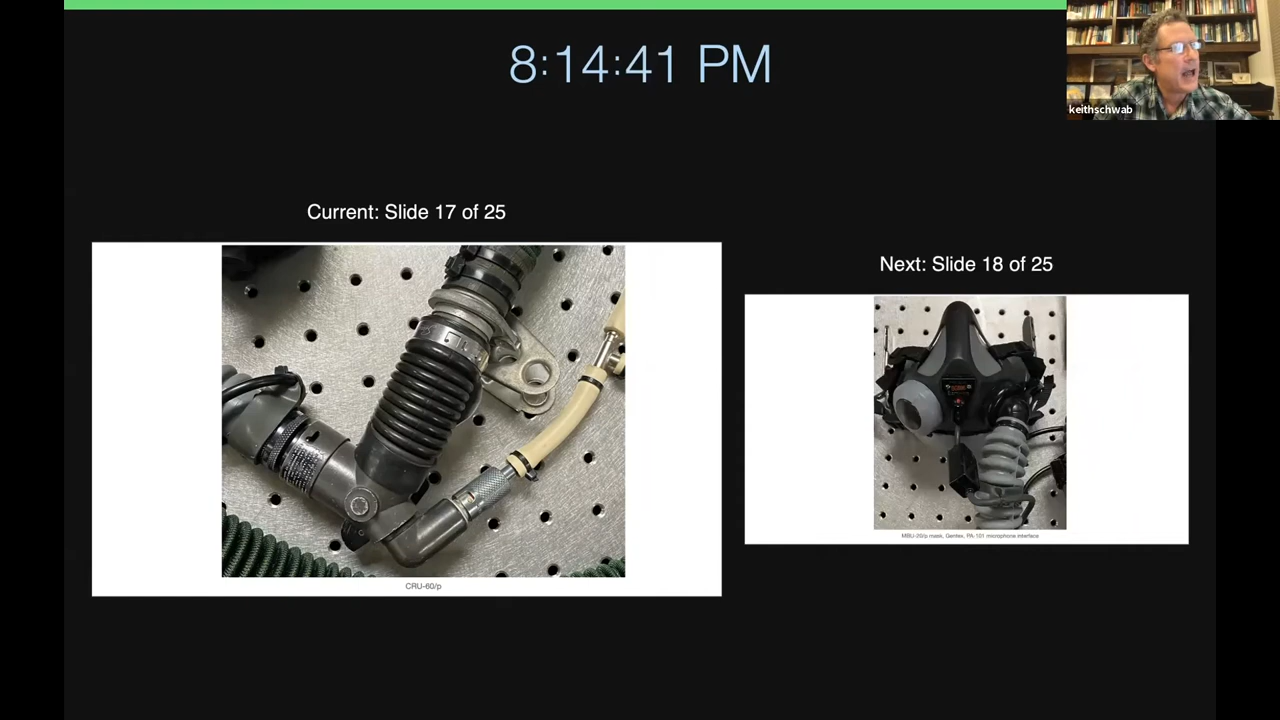 8:14:41 PM
keithschwab
Current: Slide 17 of 25
Next: Slide 18 of 25
MBU-20/p mask, Gentex, PA-101 microphone interface
CRU-60/p